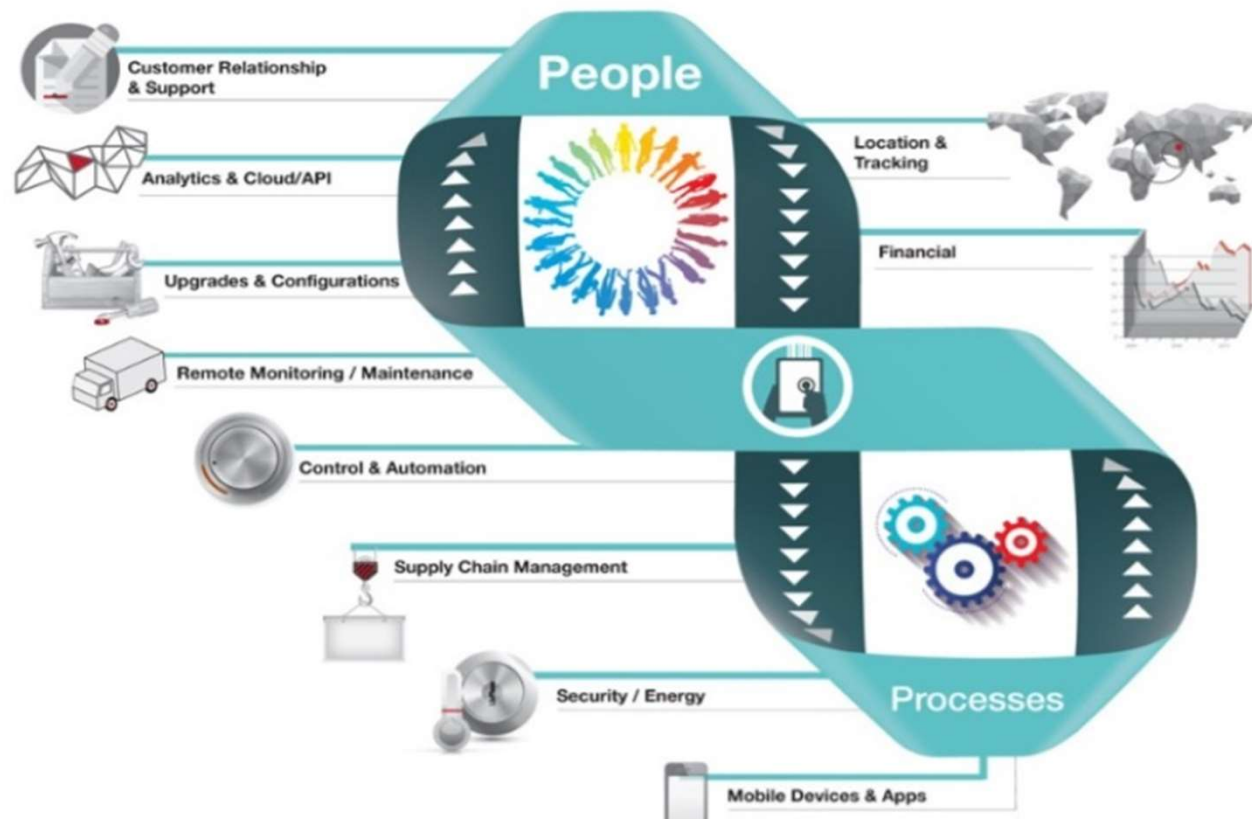 People
Customer Relationship
& Support
Analytics & Cloud/API
Upgrades & Configurations
Remote Monitoring / Maintenance
Control & Automation
Supply Chain Management
Security / Energy
Mobile Devices & Apps
Location &
Tracking
Financial
Processes